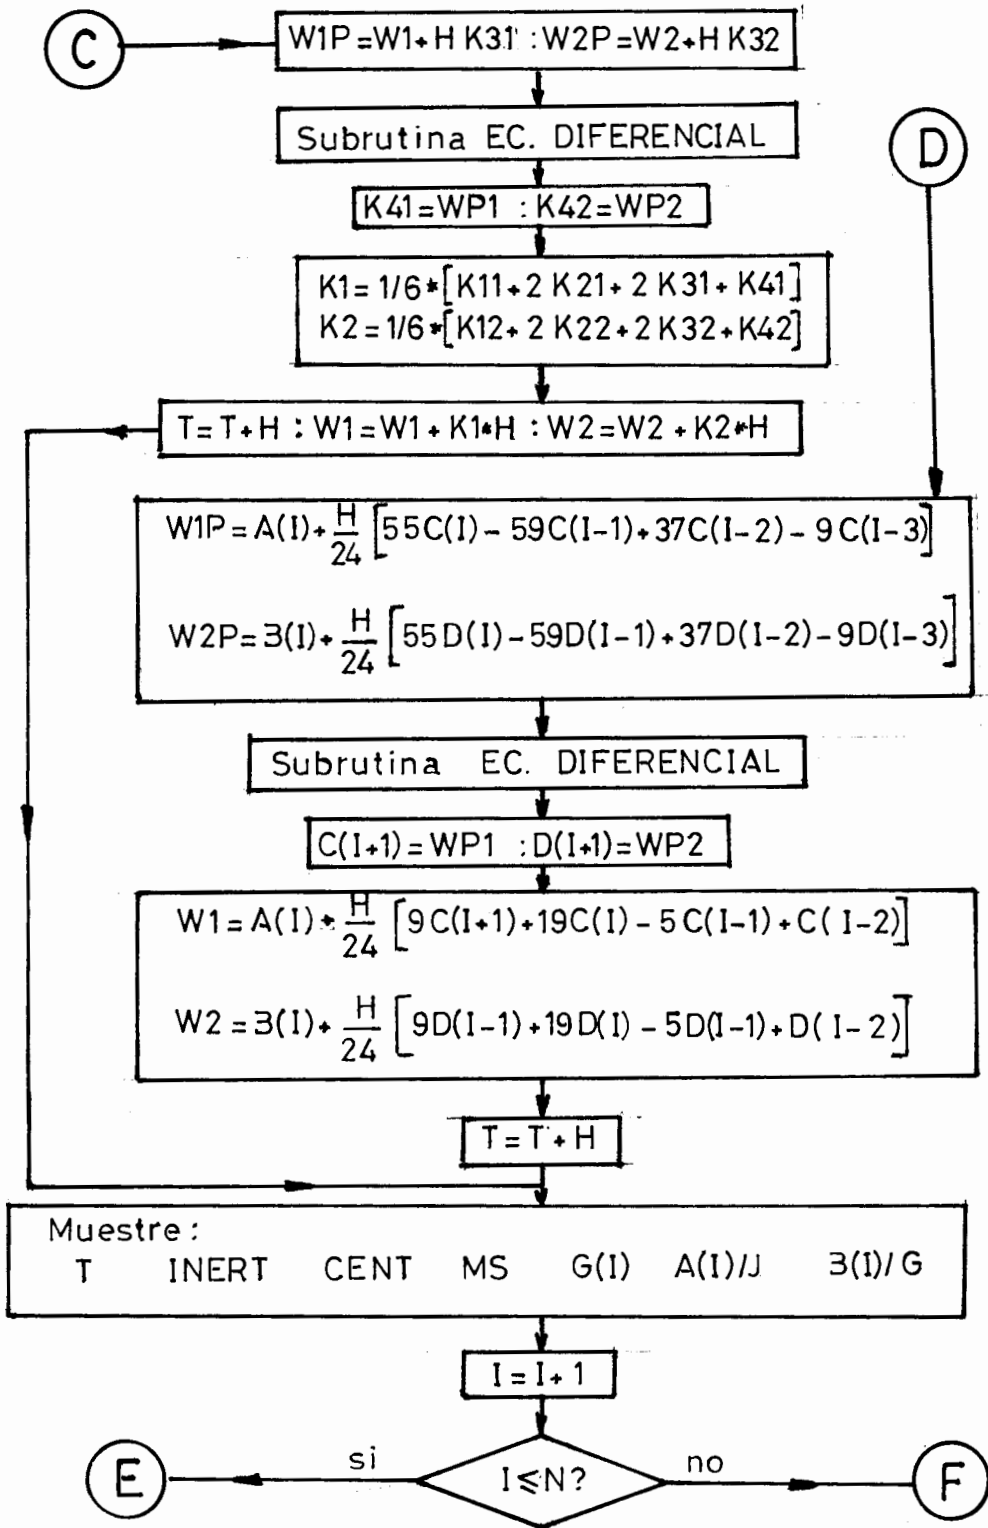 C
W1P=W1+H K31 : W2P=W2+H K32
Subrutina EC. DIFERENCIAL
D
K41=WP1 : K42=WP2
K1= 1/6*[K11+2 K21+2 K31+K41]
K2=1/6*[K12+2 K22+2 K32+K42]
T=T+H : W1=W1+K1*H : W2=W2+K2*H
W1P=A(I)+H/24 [55C(I)-59C(I-1)+37C(I-2)-9C(I-3)]
W2P=B(I)+H/24 [55D(I)-59D(I-1)+37D(I-2)-9D(I-3)]
Subrutina EC. DIFERENCIAL
C(I+1)=WP1 : D(I+1)=WP2
W1=A(I)+H/24 [9C(I+1)+19C(I)-5C(I-1)+C(I-2)]
W2=B(I)+H/24 [9D(I-1)+19D(I)-5D(I-1)+D(I-2)]
T=T+H
Muestre:
T INERT CENT MS G(I) A(I)/J B(I)/G
I=I+1
E si I≤N? no F